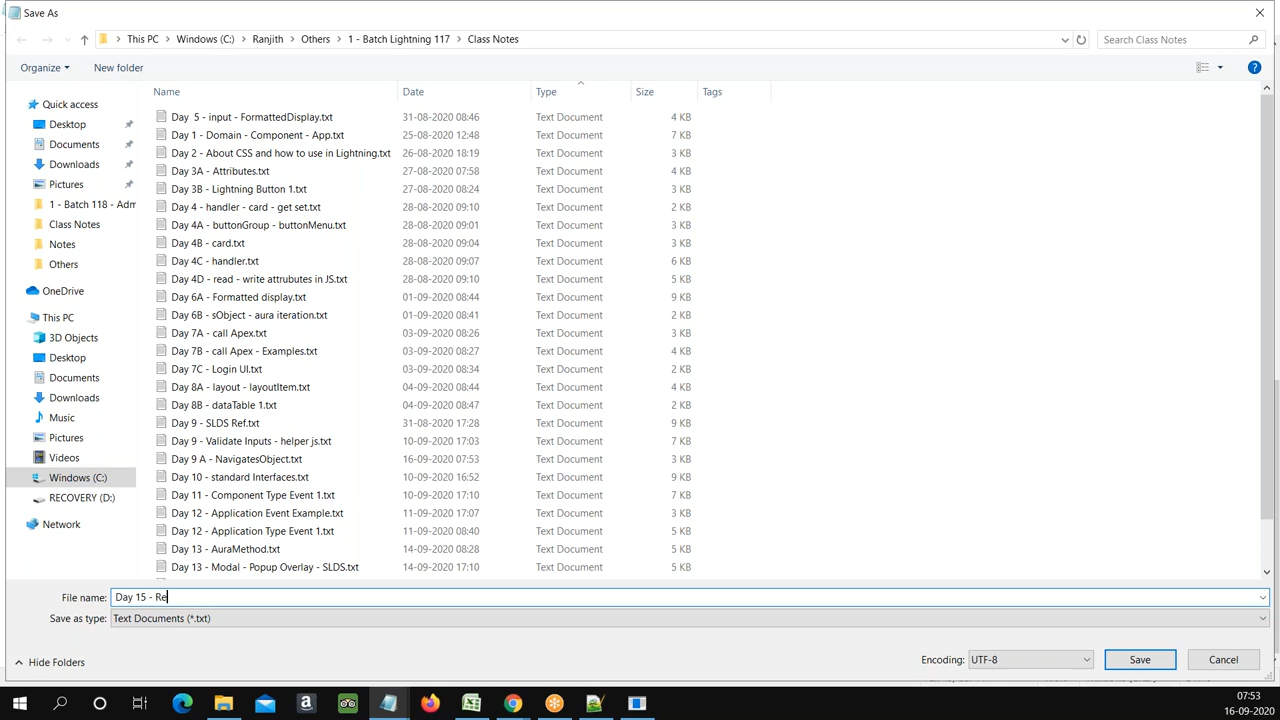 Save As
This PC > Windows (C:) > Ranjith > Others > 1 - Batch Lightning 117 > Class Notes
Search Class Notes
Organize
New folder
Name Date Type Size Tags
Quick access
Desktop
Documents
Downloads
Pictures
1 - Batch 118 - Adm
Class Notes
Notes
Others
OneDrive
This PC
3D Objects
Desktop
Documents
Downloads
Music
Pictures
Videos
Windows (C:)
RECOVERY (D:)
Network
Day 5 - input - FormattedDisplay.txt 31-08-2020 08:46 Text Document 4 KB
Day 1 - Domain - Component - App.txt 25-08-2020 12:48 Text Document 7 KB
Day 2 - About CSS and how to use in Lightning.txt 26-08-2020 18:19 Text Document 3 KB
Day 3A - Attributes.txt 27-08-2020 07:58 Text Document 4 KB
Day 3B - Lightning Button 1.txt 27-08-2020 08:24 Text Document 3 KB
Day 4 - handler - card - get set.txt 28-08-2020 09:10 Text Document 2 KB
Day 4A - buttonGroup - buttonMenu.txt 28-08-2020 09:01 Text Document 3 KB
Day 4B - card.txt 28-08-2020 09:04 Text Document 3 KB
Day 4C - handler.txt 28-08-2020 09:07 Text Document 6 KB
Day 4D - read - write attrubutes in JS.txt 28-08-2020 09:10 Text Document 5 KB
Day 6A - Formatted display.txt 01-09-2020 08:44 Text Document 9 KB
Day 6B - sObject - aura iteration.txt 01-09-2020 08:41 Text Document 2 KB
Day 7A - call Apex.txt 03-09-2020 08:26 Text Document 3 KB
Day 7B - call Apex - Examples.txt 03-09-2020 08:27 Text Document 4 KB
Day 7C - Login UI.txt 03-09-2020 08:34 Text Document 2 KB
Day 8A - layout - layoutItem.txt 04-09-2020 08:44 Text Document 4 KB
Day 8B - dataTable 1.txt 04-09-2020 08:47 Text Document 2 KB
Day 9 - SLDS Ref.txt 31-08-2020 17:28 Text Document 9 KB
Day 9 - Validate Inputs - helper js.txt 10-09-2020 17:03 Text Document 7 KB
Day 9 A - NavigatesObject.txt 16-09-2020 07:53 Text Document 3 KB
Day 10 - standard Interfaces.txt 10-09-2020 16:52 Text Document 9 KB
Day 11 - Component Type Event 1.txt 10-09-2020 17:10 Text Document 7 KB
Day 12 - Application Event Example.txt 11-09-2020 17:07 Text Document 3 KB
Day 12 - Application Type Event 1.txt 11-09-2020 08:40 Text Document 5 KB
Day 13 - AuraMethod.txt 14-09-2020 08:28 Text Document 5 KB
Day 13 - Modal - Popup Overlay - SLDS.txt 14-09-2020 17:10 Text Document 5 KB
File name: Day 15 - Re
Save as type: Text Documents (*.txt)
Hide Folders
Encoding: UTF-8
Save
Cancel
07:53
16-09-2020